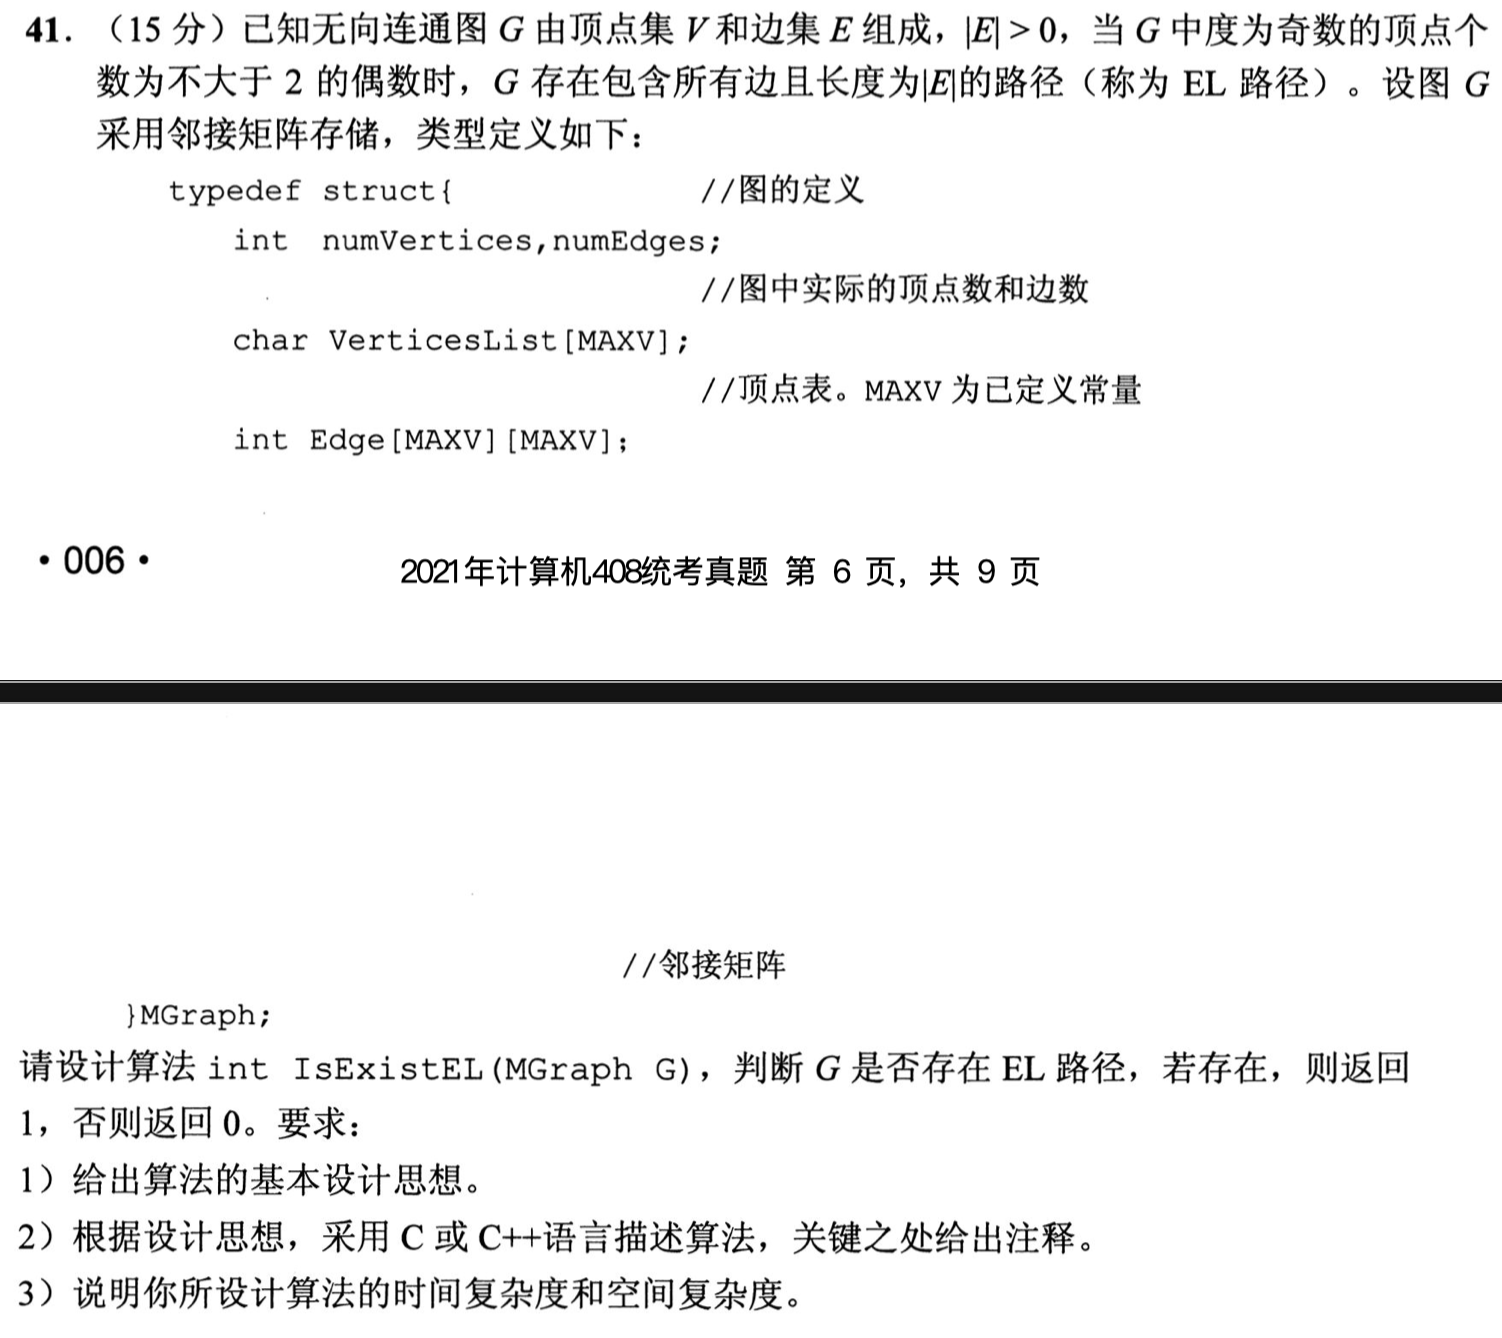 41. （15 分）已知无向连通图 G 由顶点集 V 和边集 E 组成，|E| > 0，当 G 中度为奇数的顶点个
数为不大于 2 的偶数时，G 存在包含所有边且长度为|E|的路径（称为 EL 路径）。设图 G
采用邻接矩阵存储，类型定义如下：
typedef struct{ //图的定义
int numVertices,numEdges;
//图中实际的顶点数和边数
char VerticesList[MAXV];
//顶点表。MAXV 为已定义常量
int Edge[MAXV][MAXV];
• 006 •
2021年计算机408统考真题 第 6 页，共 9 页
//邻接矩阵
}MGraph;
请设计算法 int IsExistEL(MGraph G)，判断 G 是否存在 EL 路径，若存在，则返回
1，否则返回 0。要求：
1）给出算法的基本设计思想。
2）根据设计思想，采用 C 或 C++语言描述算法，关键之处给出注释。
3）说明你所设计算法的时间复杂度和空间复杂度。